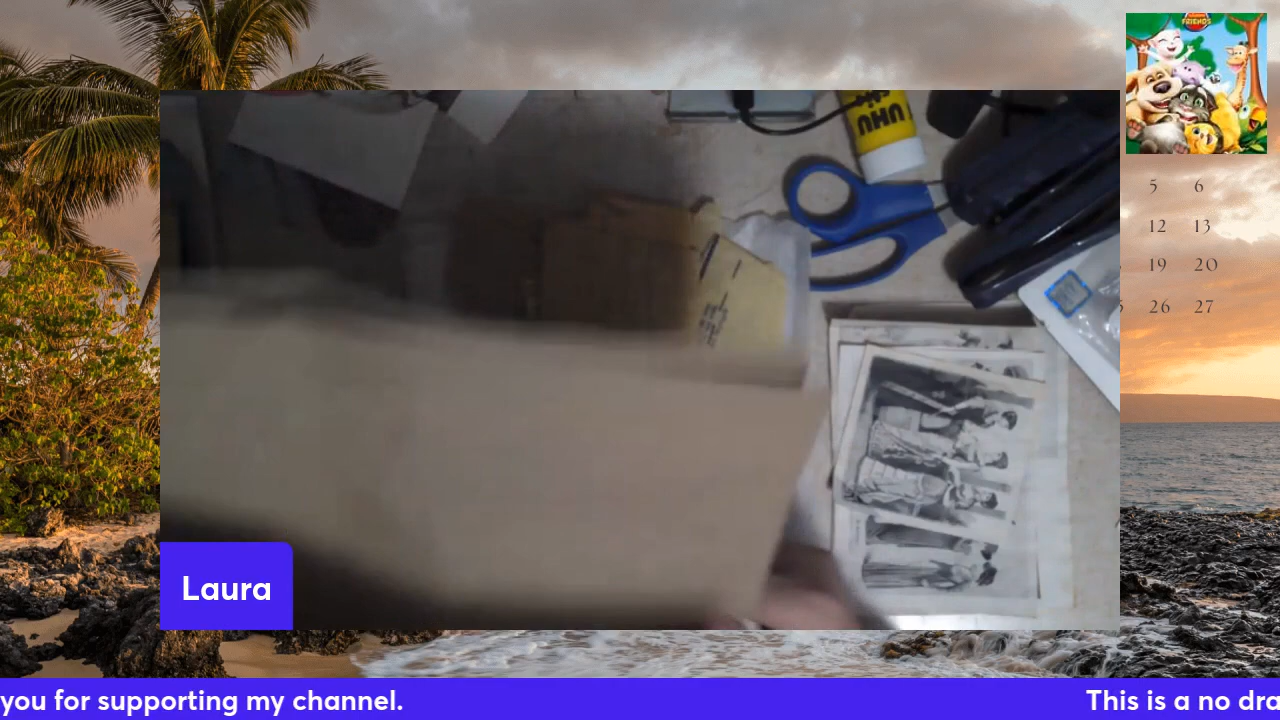 FRIENDS
UHU
stic
5 6
12 13
19 20
26 27
Laura
you for supporting my channel.
This is a no dra